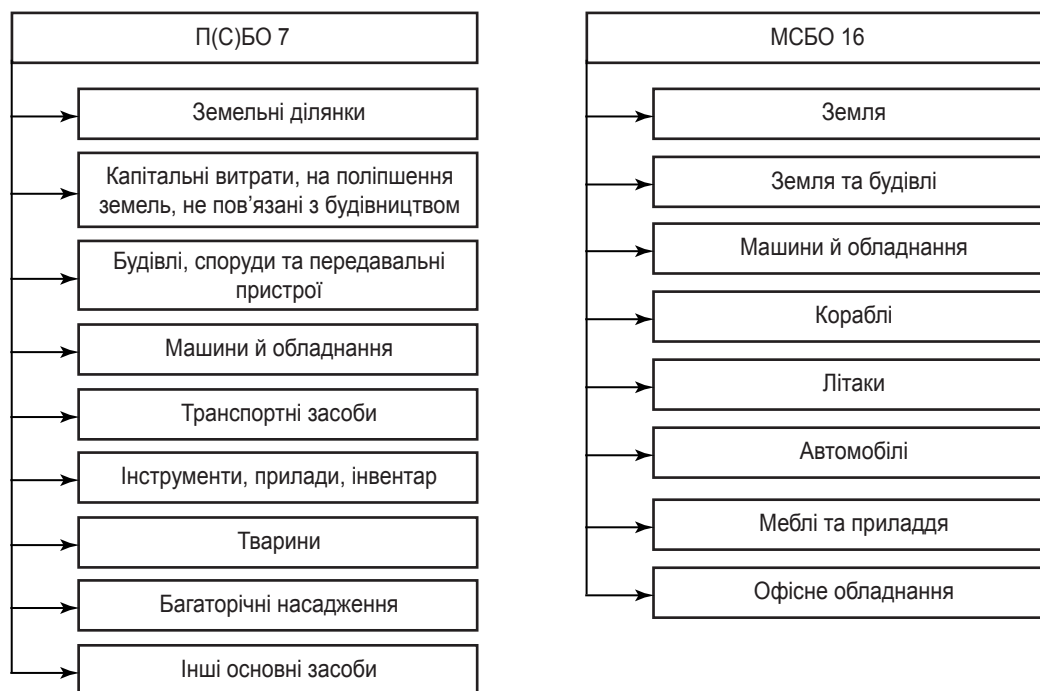 П(С)БО 7
Земельні ділянки
Капітальні витрати, на поліпшення
земель, не пов’язані з будівництвом
Будівлі, споруди та передавальні
пристрої
Машини й обладнання
Транспортні засоби
Інструменти, прилади, інвентар
Тварини
Багаторічні насадження
Інші основні засоби
МСБО 16
Земля
Земля та будівлі
Машини й обладнання
Кораблі
Літаки
Автомобілі
Меблі та приладдя
Офісне обладнання